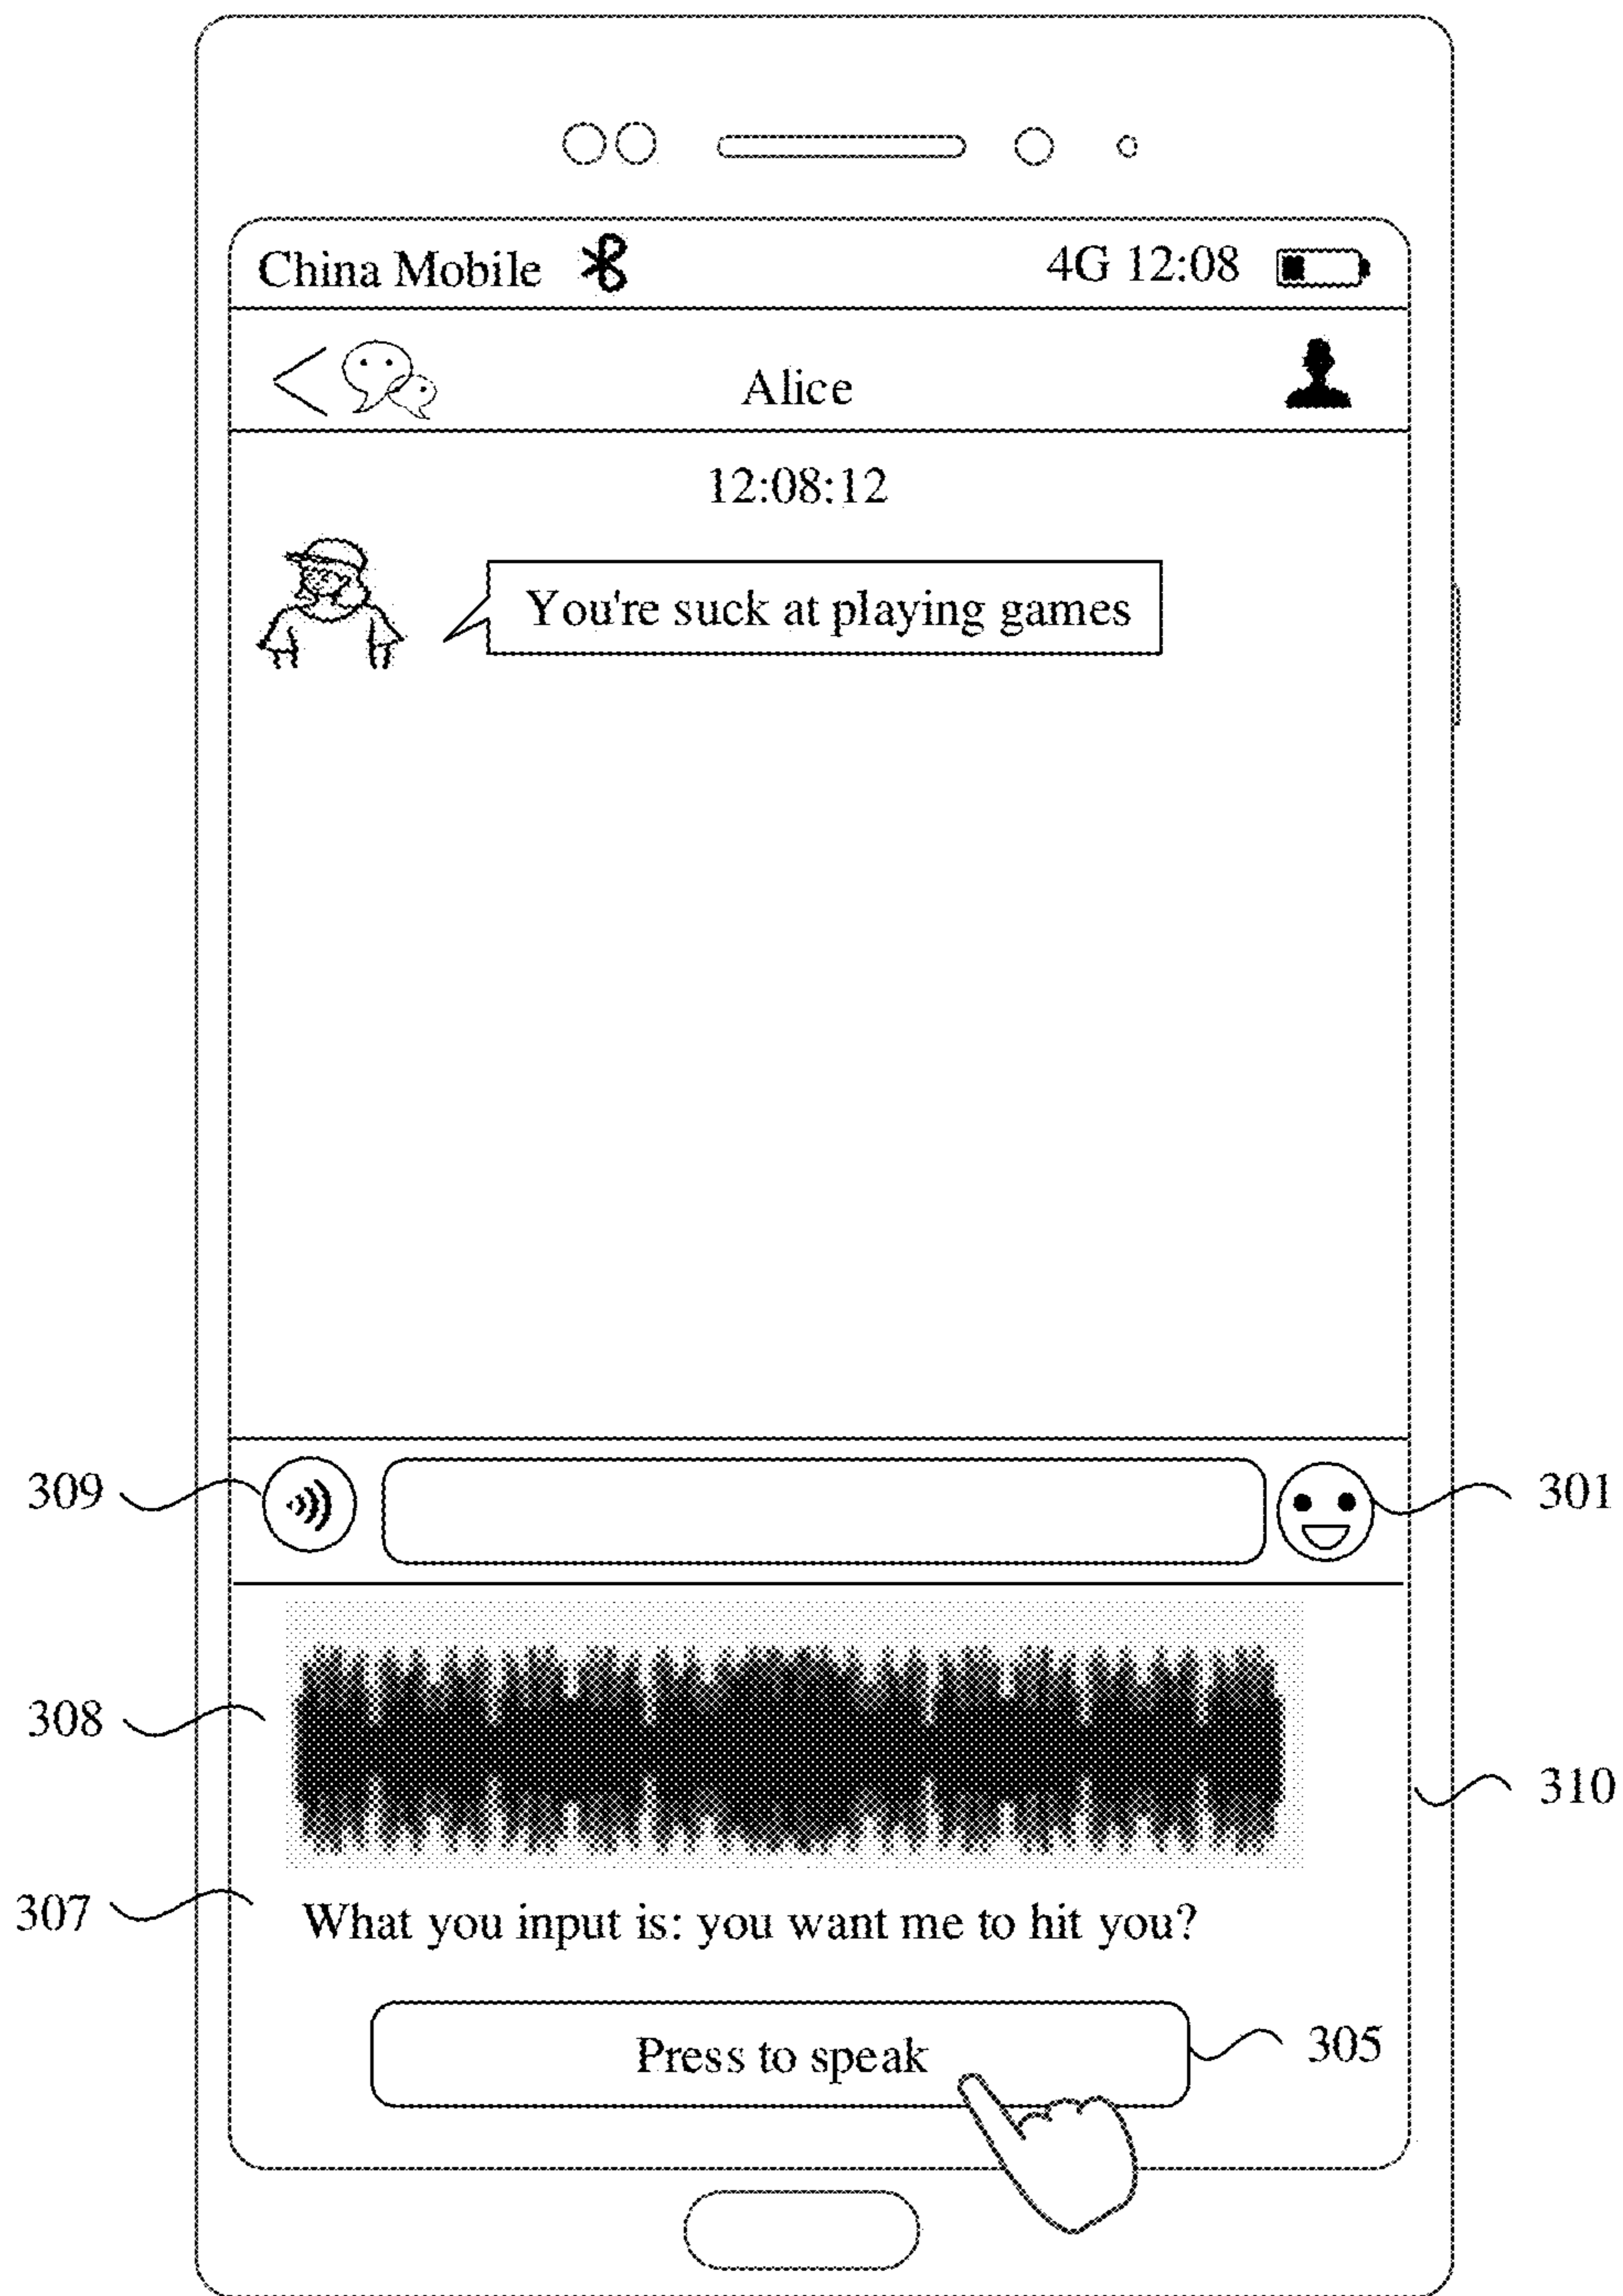 China Mobile 4G 12:08
Alice
12:08:12
You're suck at playing games
309
301
308
310
307
What you input is: you want me to hit you?
Press to speak
305